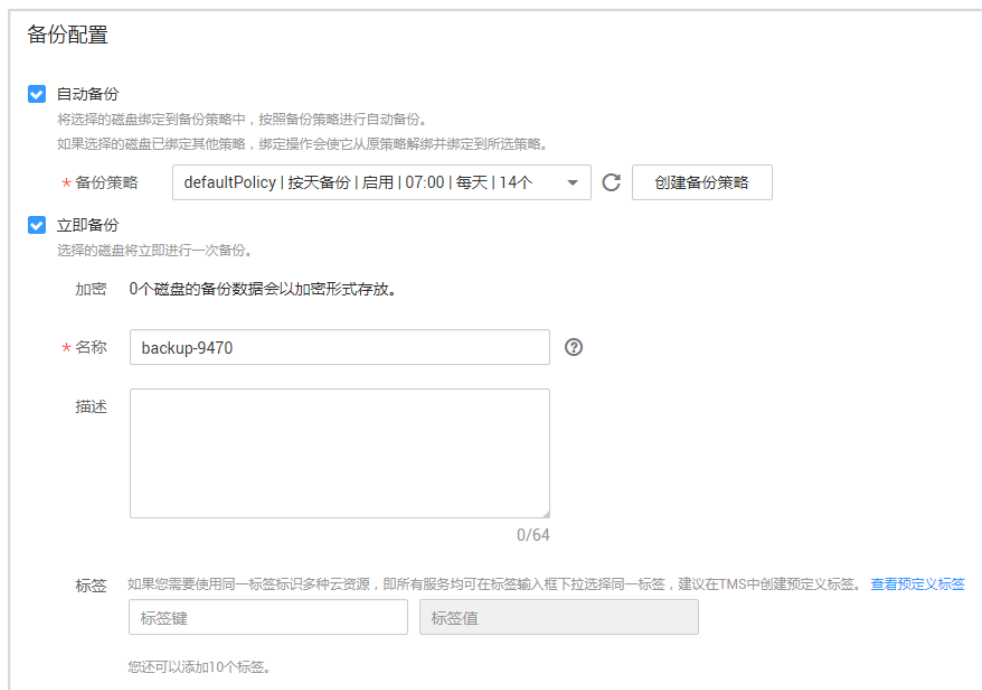 备份配置
自动备份
将选择的磁盘绑定到备份策略中，按照备份策略进行自动备份。
如果选择的磁盘已绑定其他策略，绑定操作会使它从原策略解绑并绑定到所选策略。
* 备份策略 defaultPolicy | 按天备份 | 启用 | 07:00 | 每天 | 14个 创建备份策略
立即备份
选择的磁盘将立即进行一次备份。
加密 0个磁盘的备份数据会以加密形式存放。
* 名称 backup-9470 ?
描述
0/64
标签 如果您需要使用同一标签标识多种云资源，即所有服务均可在标签输入框下拉选择同一标签，建议在TMS中创建预定义标签。 查看预定义标签
标签键 标签值
您还可以添加10个标签。